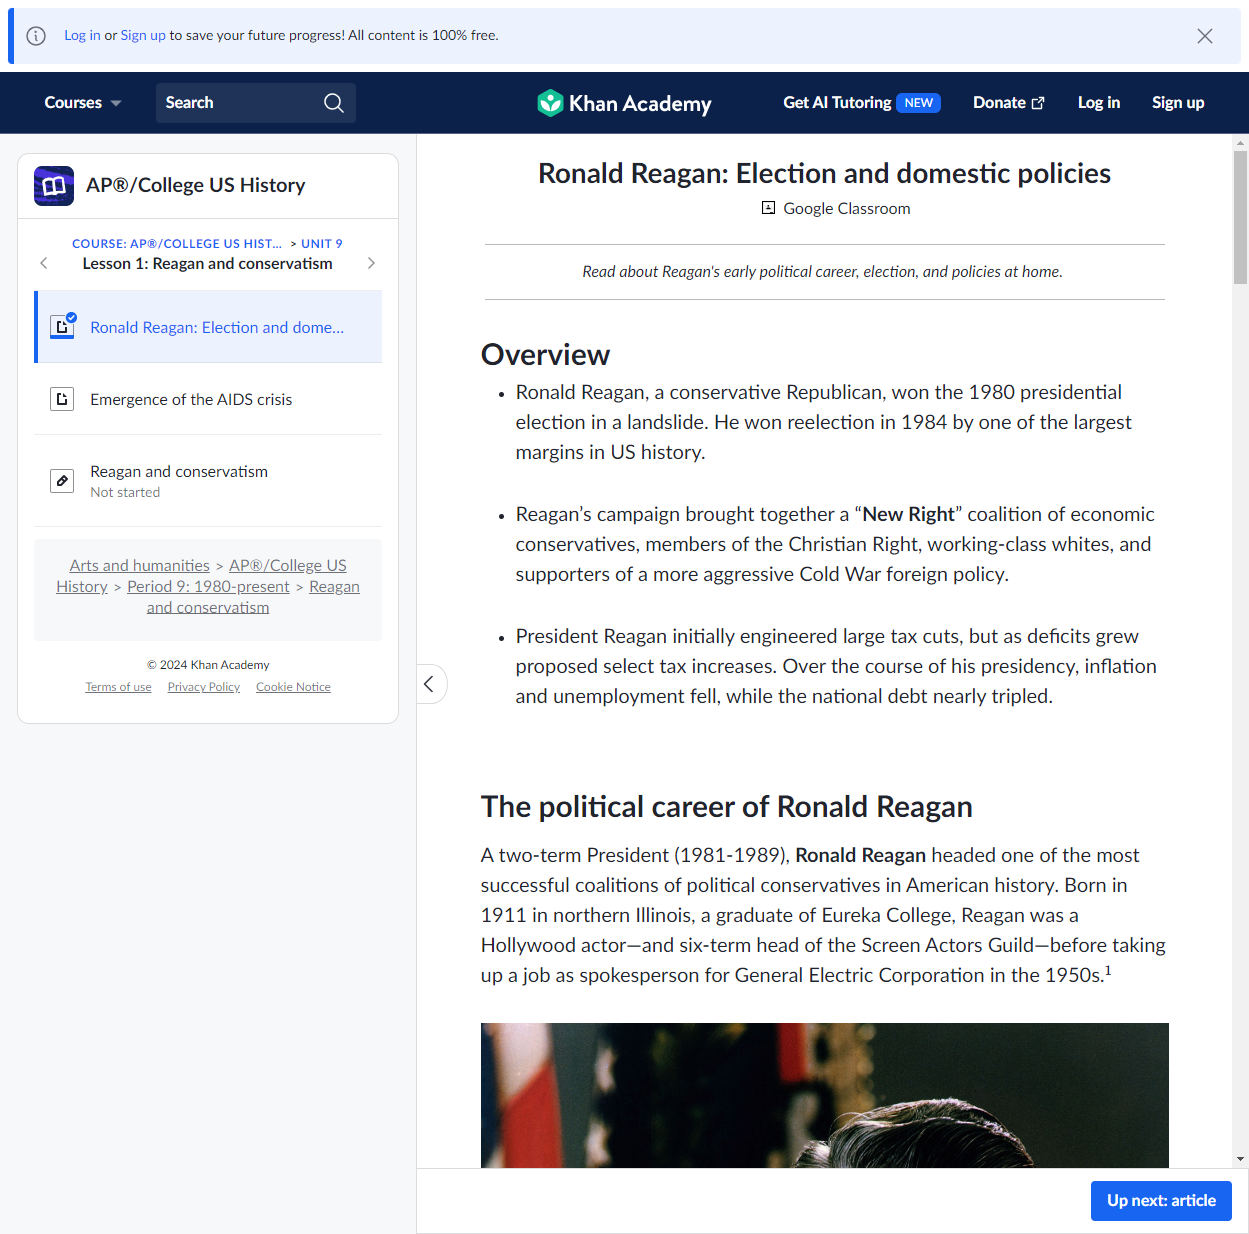 Log in or Sign up to save your future progress! All content is 100% free.
Courses
Search
Khan Academy
Get AI Tutoring NEW
Donate
Log in
Sign up
AP®/College US History
COURSE: AP®/COLLEGE US HIST... > UNIT 9
Lesson 1: Reagan and conservatism
Ronald Reagan: Election and dome...
Emergence of the AIDS crisis
Reagan and conservatism
Not started
Arts and humanities > AP®/College US
History > Period 9: 1980-present > Reagan
and conservatism
© 2024 Khan Academy
Terms of use Privacy Policy Cookie Notice
Ronald Reagan: Election and domestic policies
Google Classroom
Read about Reagan's early political career, election, and policies at home.
Overview
• Ronald Reagan, a conservative Republican, won the 1980 presidential
election in a landslide. He won reelection in 1984 by one of the largest
margins in US history.
• Reagan’s campaign brought together a “New Right” coalition of economic
conservatives, members of the Christian Right, working-class whites, and
supporters of a more aggressive Cold War foreign policy.
• President Reagan initially engineered large tax cuts, but as deficits grew
proposed select tax increases. Over the course of his presidency, inflation
and unemployment fell, while the national debt nearly tripled.
The political career of Ronald Reagan
A two-term President (1981-1989), Ronald Reagan headed one of the most
successful coalitions of political conservatives in American history. Born in
1911 in northern Illinois, a graduate of Eureka College, Reagan was a
Hollywood actor—and six-term head of the Screen Actors Guild—before taking
up a job as spokesperson for General Electric Corporation in the 1950s.¹
Up next: article